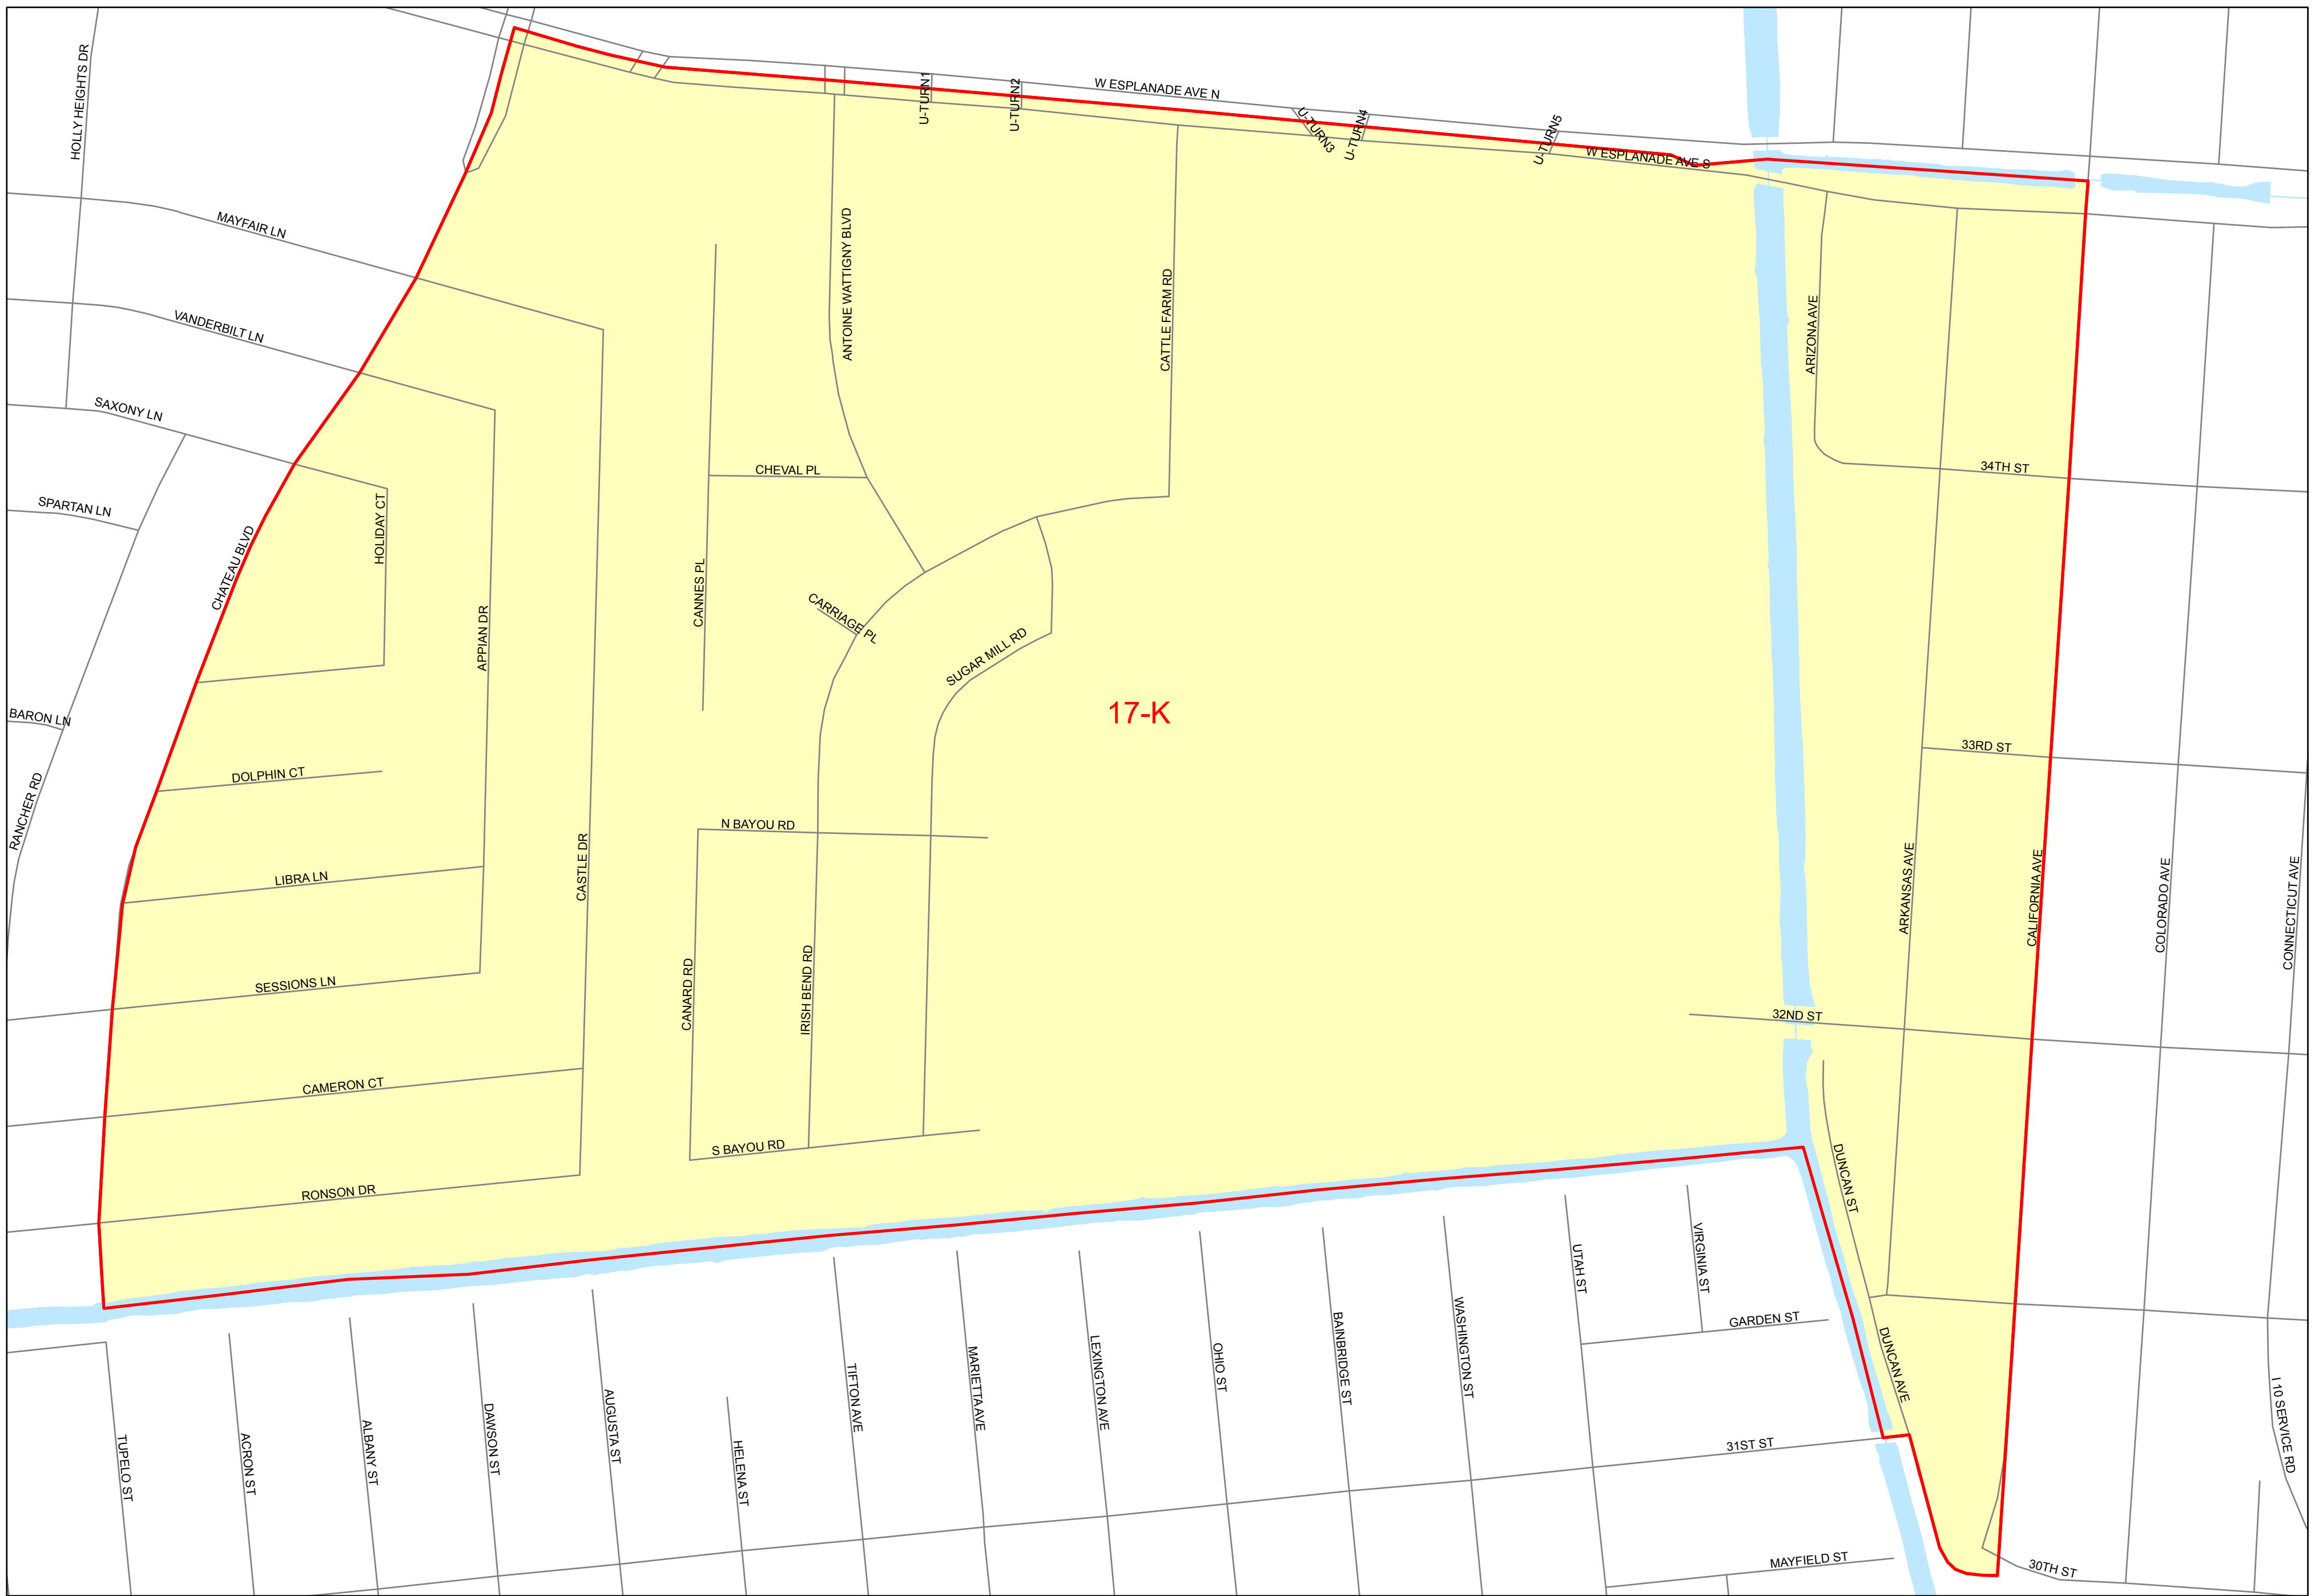 HOLLY HEIGHTS DR
W ESPLANADE AVE N
U-TURN1
U-TURN2
U-TURN3
U-TURN4
U-TURN5
W ESPLANADE AVE S
MAYFAIR LN
VANDERBILT LN
ANTOINE WATTIGNY BLVD
CATTLE FARM RD
ARIZONA AVE
SAXONY LN
CHEVAL PL
34TH ST
SPARTAN LN
HOLIDAY CT
CHATEAU BLVD
CANNES PL
CARRIAGE PL
APPIAN DR
SUGAR MILL RD
17-K
BARON LN
33RD ST
DOLPHIN CT
RANCHER RD
N BAYOU RD
CASTLE DR
LIBRA LN
ARKANSAS AVE
CALIFORNIA AVE
COLORADO AVE
CONNECTICUT AVE
SESSIONS LN
CANARD RD
IRISH BEND RD
32ND ST
CAMERON CT
S BAYOU RD
DUNCAN ST
RONSON DR
UTAH ST
VIRGINIA ST
GARDEN ST
WASHINGTON ST
BAINBRIDGE ST
OHIO ST
LEXINGTON AVE
MARIETTA AVE
TIFTON AVE
DUNCAN AVE
AUGUSTA ST
DAWSON ST
ALBANY ST
ACRON ST
TUPELO ST
HELENA ST
31ST ST
I 10 SERVICE RD
MAYFIELD ST
30TH ST